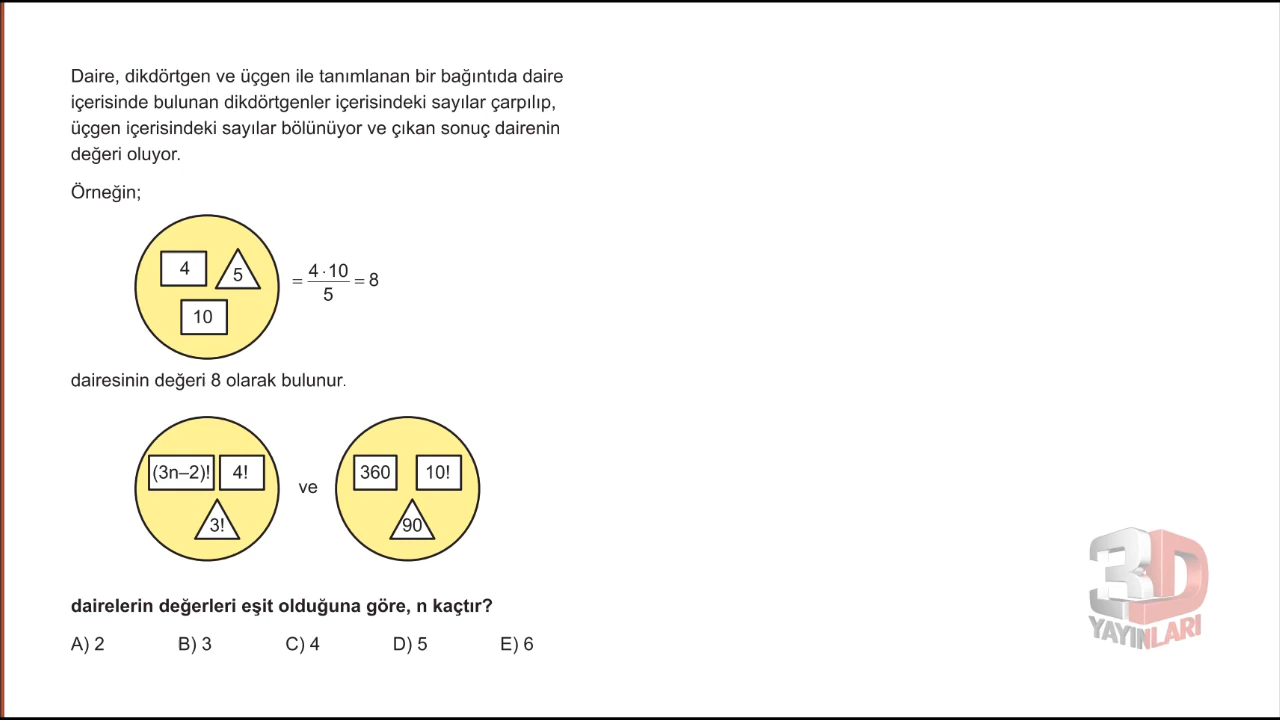 Daire, dikdörtgen ve üçgen ile tanımlanan bir bağıntıda daire
içerisinde bulunan dikdörtgenler içerisindeki sayılar çarpılıp,
üçgen içerisindeki sayılar bölünüyor ve çıkan sonuç dairenin
değeri oluyor.
Örneğin;
4 5
10
= 4·10/5 = 8
dairesinin değeri 8 olarak bulunur.
(3n–2)! 4!
3!
ve
360 10!
90
dairelerin değerleri eşit olduğuna göre, n kaçtır?
A) 2 B) 3 C) 4 D) 5 E) 6
3D
YAYINLARI